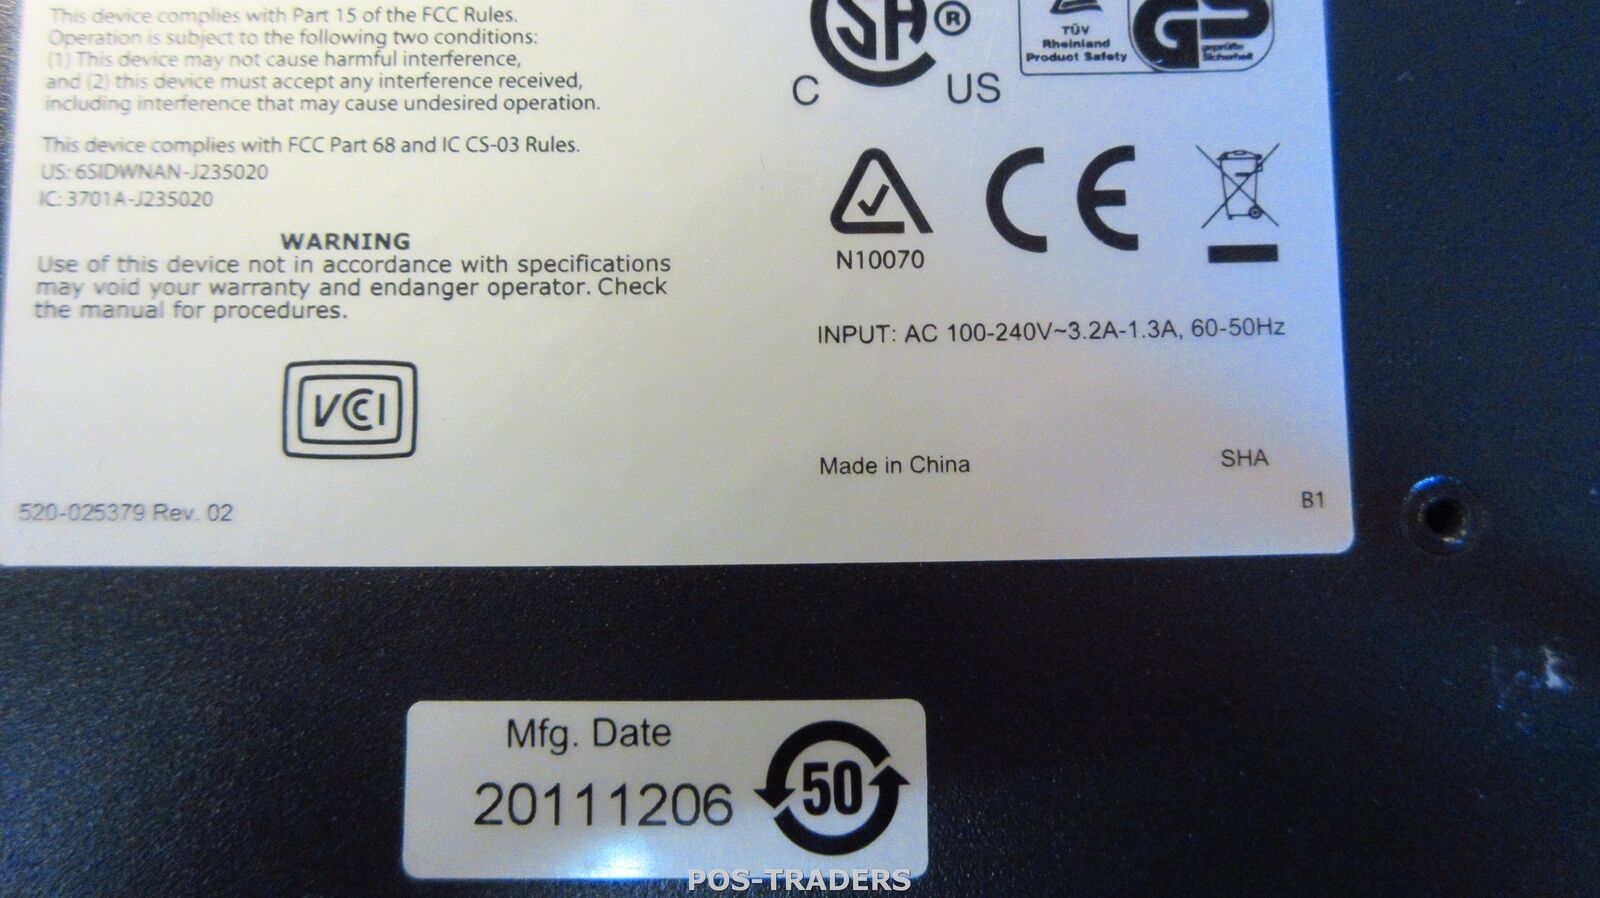 This device complies with Part 15 of the FCC Rules.
Operation is subject to the following two conditions:
(1) This device may not cause harmful interference,
and (2) this device must accept any interference received,
including interference that may cause undesired operation.
This device complies with FCC Part 68 and IC CS-03 Rules.
US: 6SIDWNAN-J235020
IC: 3701A-J235020
WARNING
Use of this device not in accordance with specifications
may void your warranty and endanger operator. Check
the manual for procedures.
VCCI
520-025379 Rev. 02
SA ®
C US
TÜV
Rheinland
Product Safety
GS
geprüfte
Sicherheit
N10070
CE
INPUT: AC 100-240V~3.2A-1.3A, 60-50Hz
Made in China
SHA
B1
Mfg. Date
20111206
50
POS-TRADERS